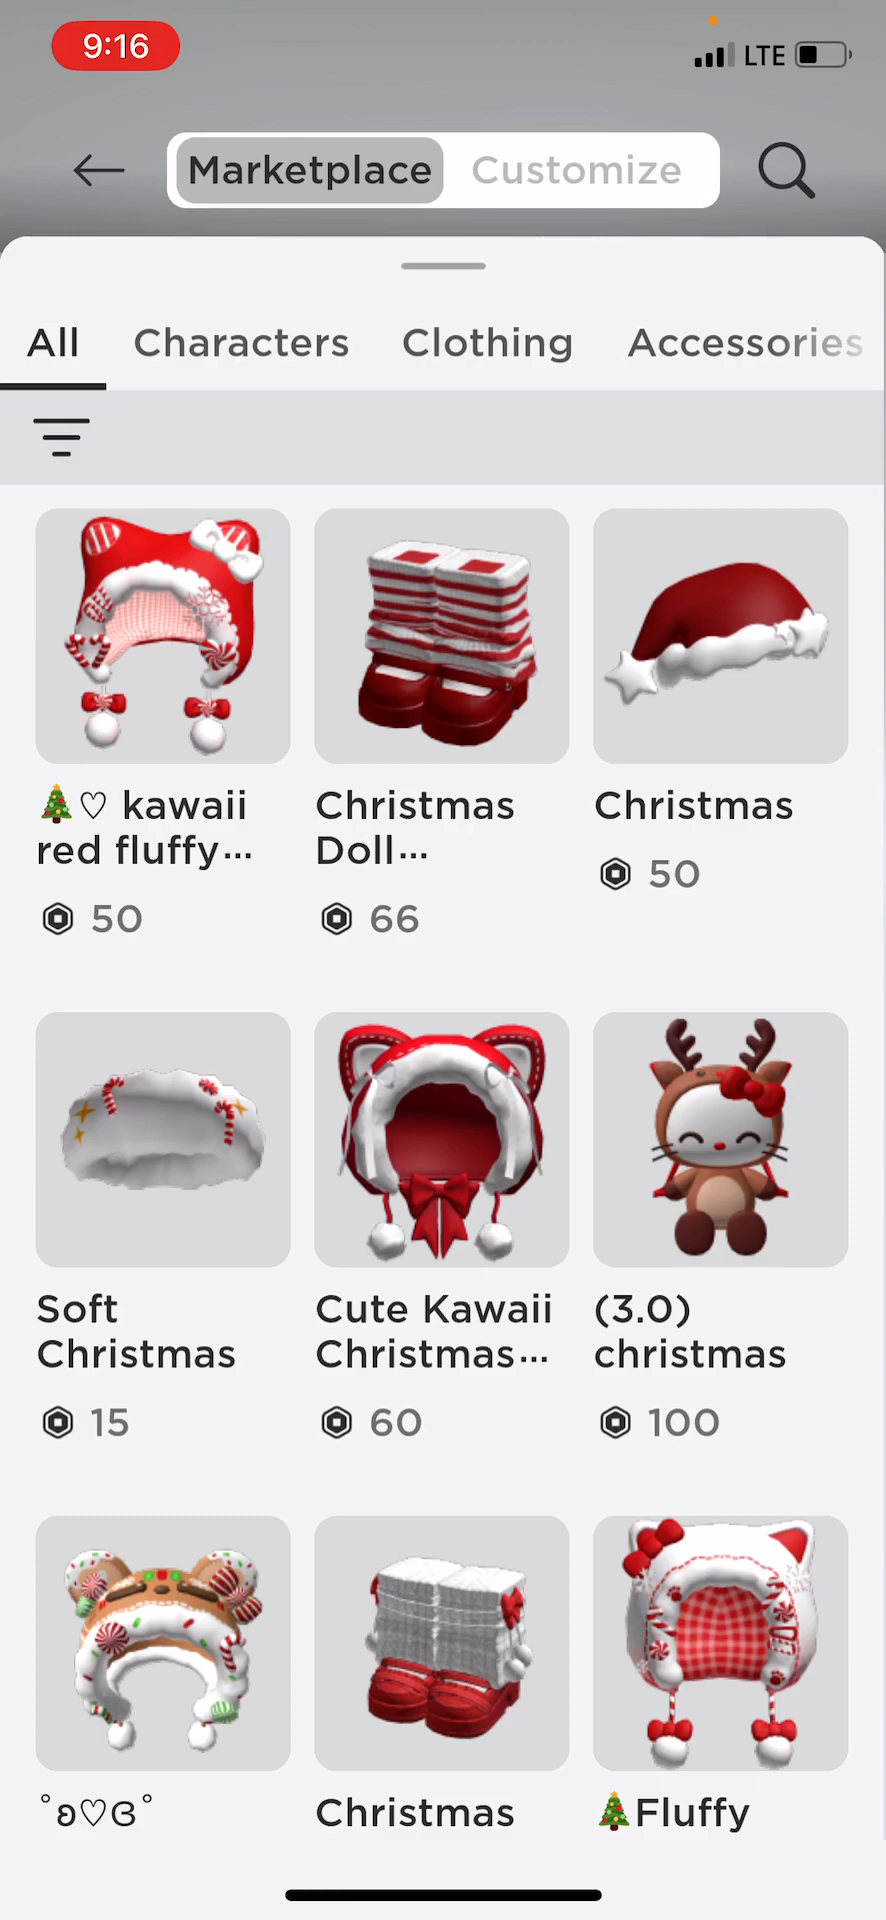 9:16
LTE
Marketplace
Customize
All
Characters
Clothing
Accessories
🎄♡ kawaii
red fluffy...
50
Christmas
Doll...
66
Christmas
50
Soft
Christmas
15
Cute Kawaii
Christmas...
60
(3.0)
christmas
100
˚ʚ♡ɞ˚
Christmas
🎄Fluffy